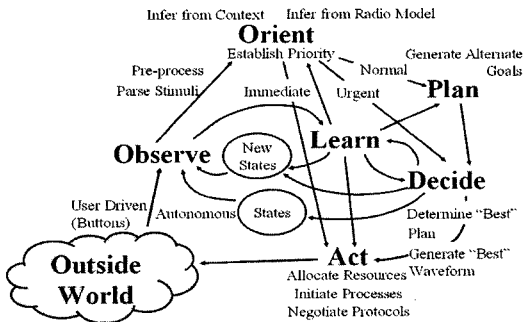 Infer from Context
Infer from Radio Model
Orient
Establish Priority
Generate Alternate
Goals
Pre-process
Parse Stimuli
Normal
Plan
Immediate
Urgent
Learn
New
States
Observe
Decide
User Driven
(Buttons)
Autonomous
States
Determine "Best"
Plan
Generate "Best"
Waveform
Outside
World
Act
Allocate Resources
Initiate Processes
Negotiate Protocols